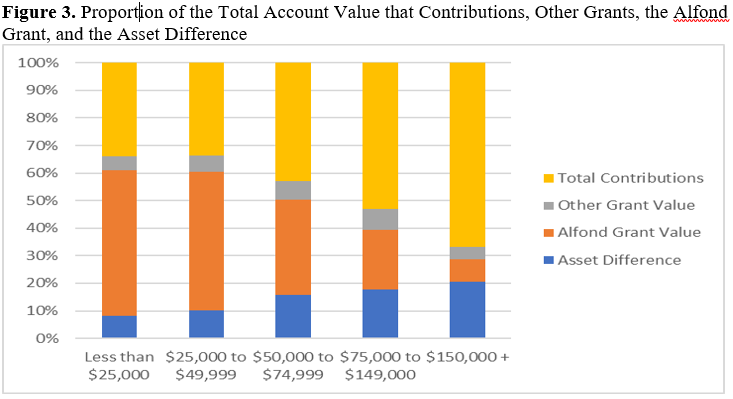 Figure 3. Proportion of the Total Account Value that Contributions, Other Grants, the Alfond
Grant, and the Asset Difference
100%
90%
80%
70%
60%
50%
40%
30%
20%
10%
0%
Less than $25,000 to $50,000 to $75,000 to $150,000 +
$25,000 $49,999 $74,999 $149,000
Total Contributions
Other Grant Value
Alfond Grant Value
Asset Difference